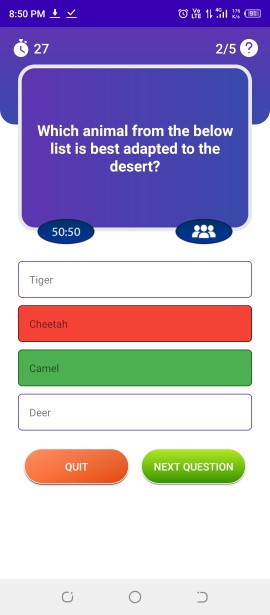 8:50 PM
27
2/5
Which animal from the below
list is best adapted to the
desert?
50:50
Tiger
Cheetah
Camel
Deer
QUIT
NEXT QUESTION